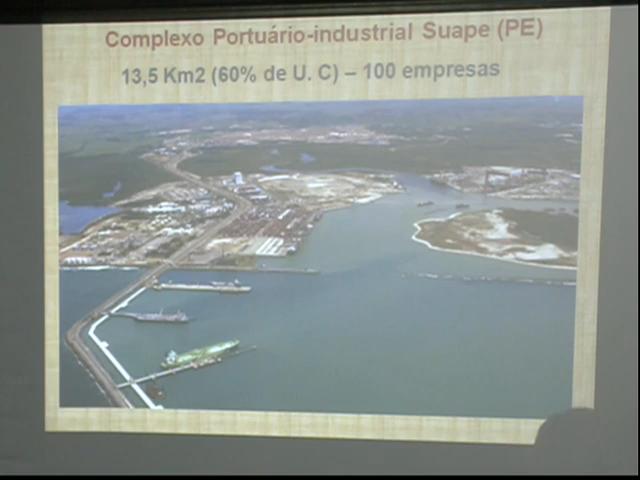 Complexo Portuário-industrial Suape (PE)
13,5 Km2 (60% de U. C) – 100 empresas